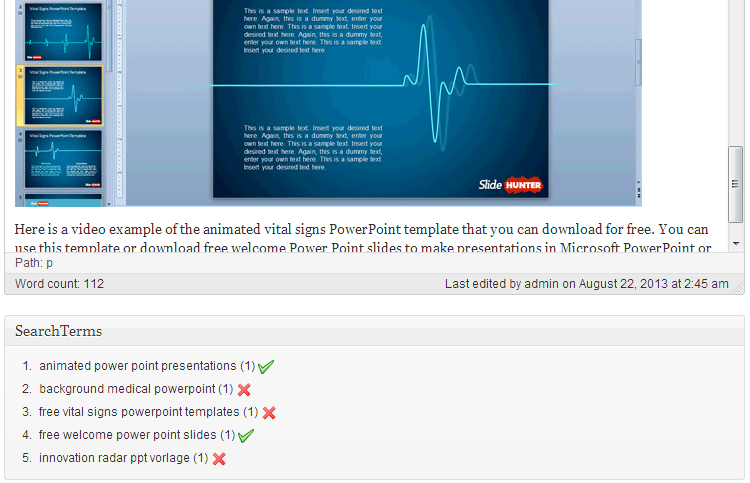 Vital Signs PowerPoint Template
2
Slide HUNTER
3
Vital Signs PowerPoint Template
4
Vital Signs PowerPoint Template
This is a sample text. Insert your desired text
here. Again, this is a dummy text, enter your
own text here. This is a sample text. Insert
your desired text here. Again, this is a dummy
text, enter your own text here. This is a sample
text. Insert your desired text here.
This is a sample text. Insert your desired text
here. Again, this is a dummy text, enter your
own text here. This is a sample text. Insert your
desired text here. Again, this is a dummy text,
enter your own text here. This is a sample text.
Insert your desired text here.
Slide HUNTER
Here is a video example of the animated vital signs PowerPoint template that you can download for free. You can
use this template or download free welcome Power Point slides to make presentations in Microsoft PowerPoint or
Path: p
Word count: 112
Last edited by admin on August 22, 2013 at 2:45 am
SearchTerms
1. animated power point presentations (1)
2. background medical powerpoint (1)
3. free vital signs powerpoint templates (1)
4. free welcome power point slides (1)
5. innovation radar ppt vorlage (1)